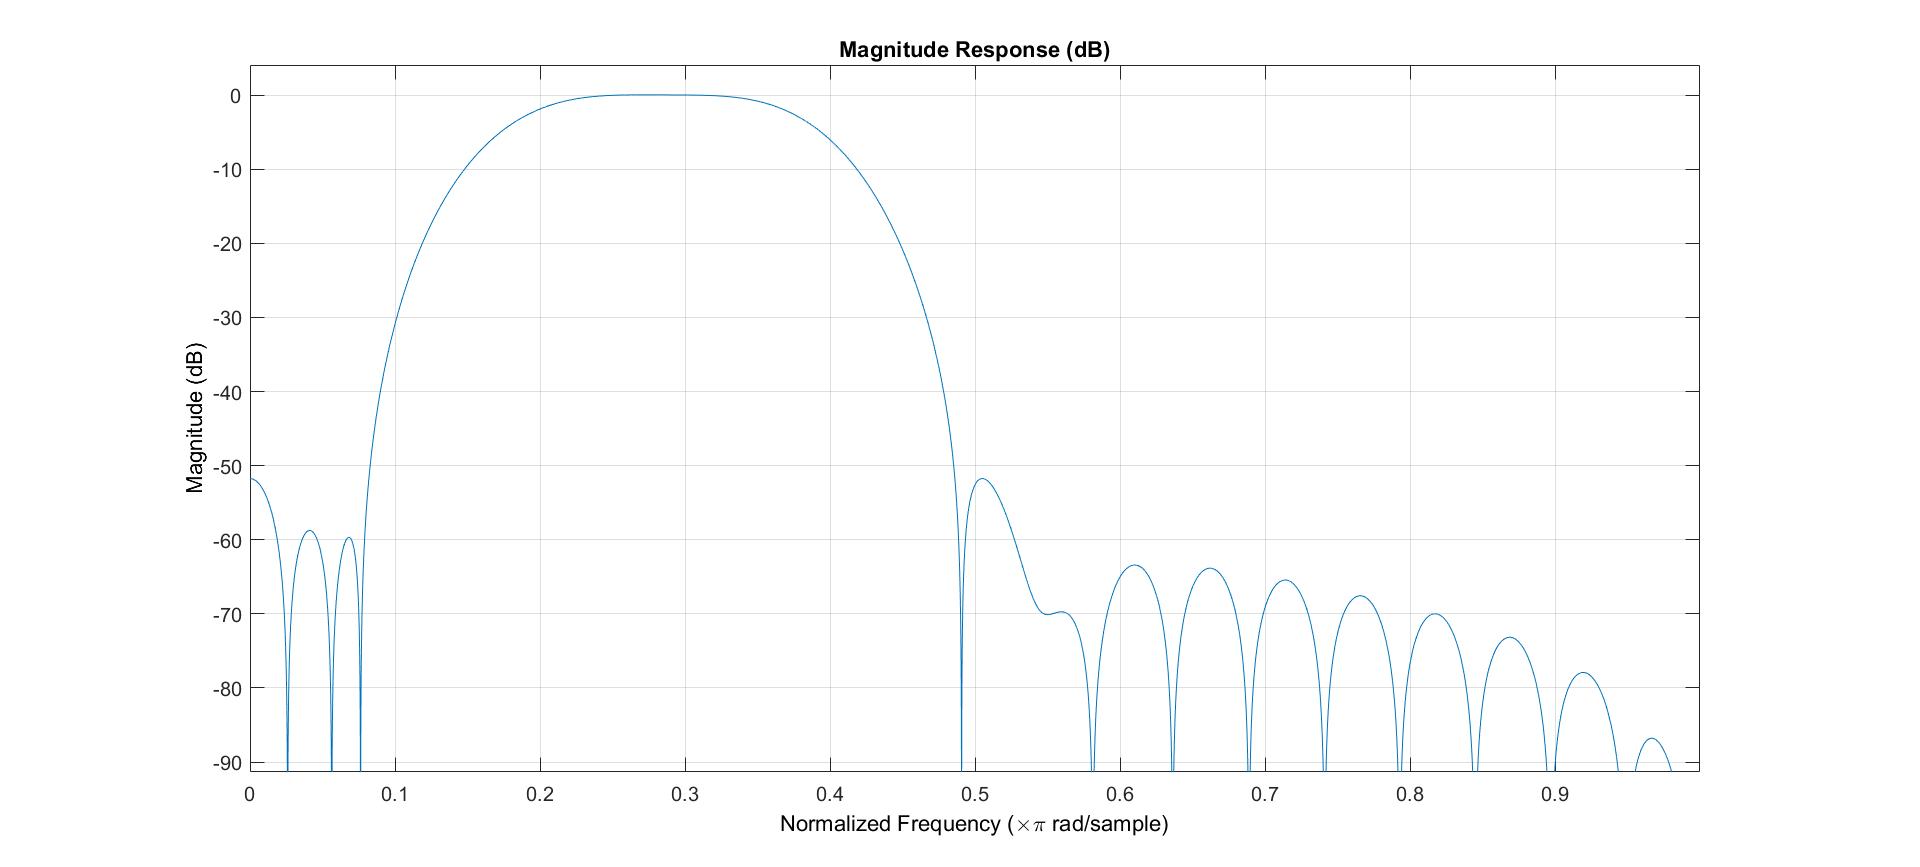 Magnitude Response (dB)
0
-10
-20
-30
-40
-50
-60
-70
-80
-90
Magnitude (dB)
0 0.1 0.2 0.3 0.4 0.5 0.6 0.7 0.8 0.9
Normalized Frequency (×π rad/sample)